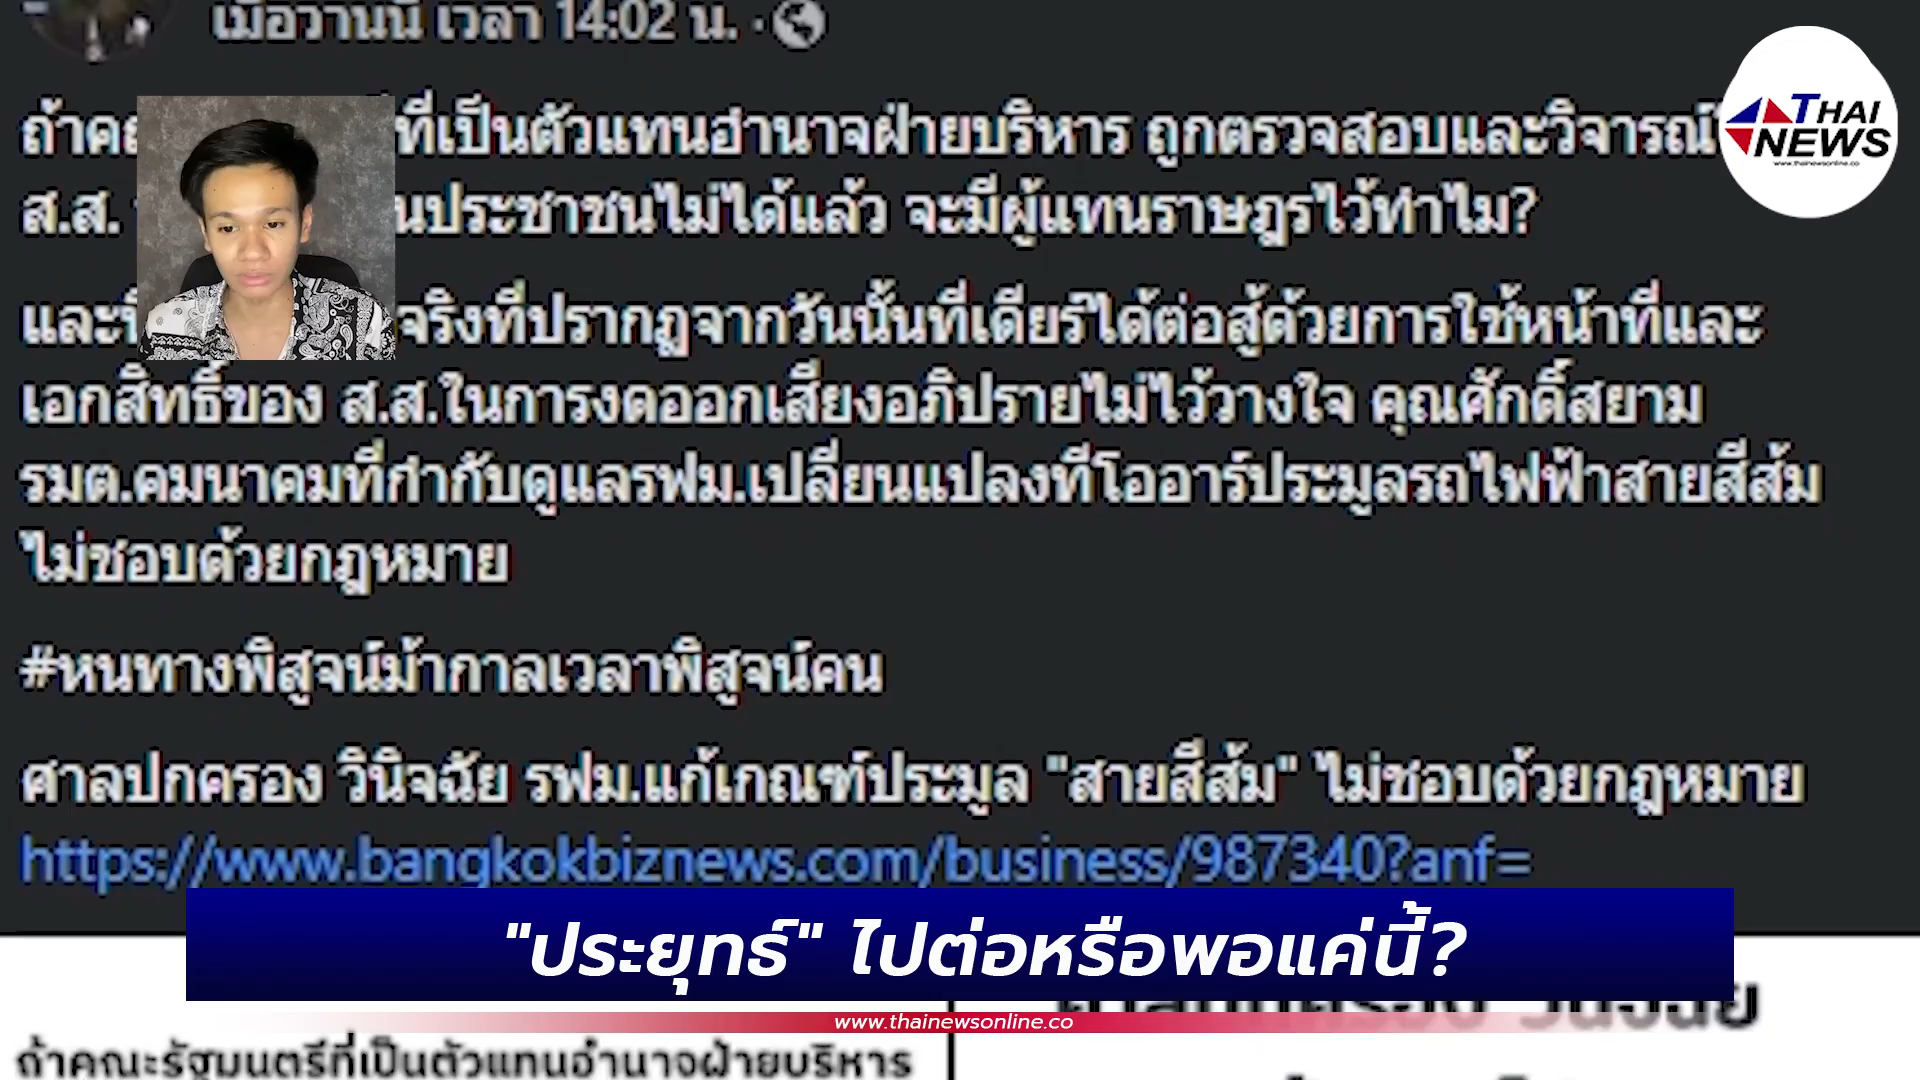 เมื่อวานนี้ เวลา 14:02 น. ·
THAI
NEWS
www.thainewsonline.co
ที่เป็นตัวแทนอำนาจฝ่ายบริหาร ถูกตรวจสอบและวิจารณ์
ส.ส. ประชาชนไม่ได้แล้ว จะมีผู้แทนราษฎรไว้ทำไม?
จริงที่ปรากฏจากวันนั้นที่เดียร์ได้ต่อสู้ด้วยการใช้หน้าที่และ
เอกสิทธิ์ของ ส.ส.ในการงดออกเสียงอภิปรายไม่ไว้วางใจ คุณศักดิ์สยาม
รมต.คมนาคมที่กำกับดูแลรฟม.เปลี่ยนแปลงทีโออาร์ประมูลรถไฟฟ้าสายสีส้ม
ไม่ชอบด้วยกฎหมาย
#หนทางพิสูจน์ม้ากาลเวลาพิสูจน์คน
ศาลปกครอง วินิจฉัย รฟม.แก้เกณฑ์ประมูล "สายสีส้ม" ไม่ชอบด้วยกฎหมาย
https://www.bangkokbiznews.com/business/987340?anf=
"ประยุทธ์" ไปต่อหรือพอแค่นี้?
www.thainewsonline.co
ถ้าคณะรัฐมนตรีที่เป็นตัวแทนอำนาจฝ่ายบริหาร